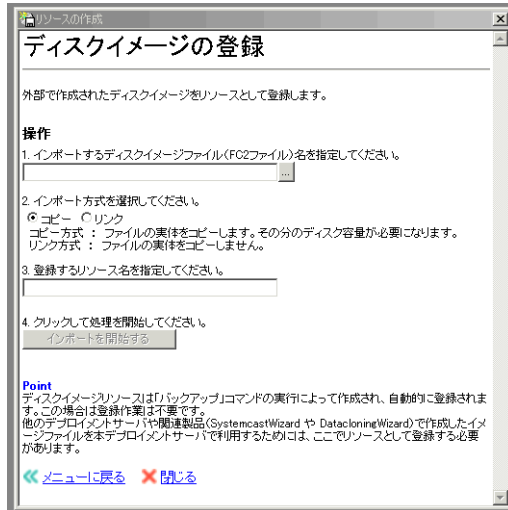 リソースの作成
ディスクイメージの登録
外部で作成されたディスクイメージをリソースとして登録します。
操作
1. インポートするディスクイメージファイル(FC2ファイル)名を指定してください。
...
2. インポート方式を選択してください。
コピー リンク
コピー方式 : ファイルの実体をコピーします。その分のディスク容量が必要になります。
リンク方式 : ファイルの実体をコピーしません。
3. 登録するリソース名を指定してください。
4. クリックして処理を開始してください。
インポートを開始する
Point
ディスクイメージリソースは「バックアップ」コマンドの実行によって作成され、自動的に登録されま
す。この場合は登録作業は不要です。
他のデプロイメントサーバや関連製品(SystemcastWizard や DatacloningWizard)で作成したイメ
ージファイルを本デプロイメントサーバで利用するためには、ここでリソースとして登録する必要
があります。
メニューに戻る 閉じる